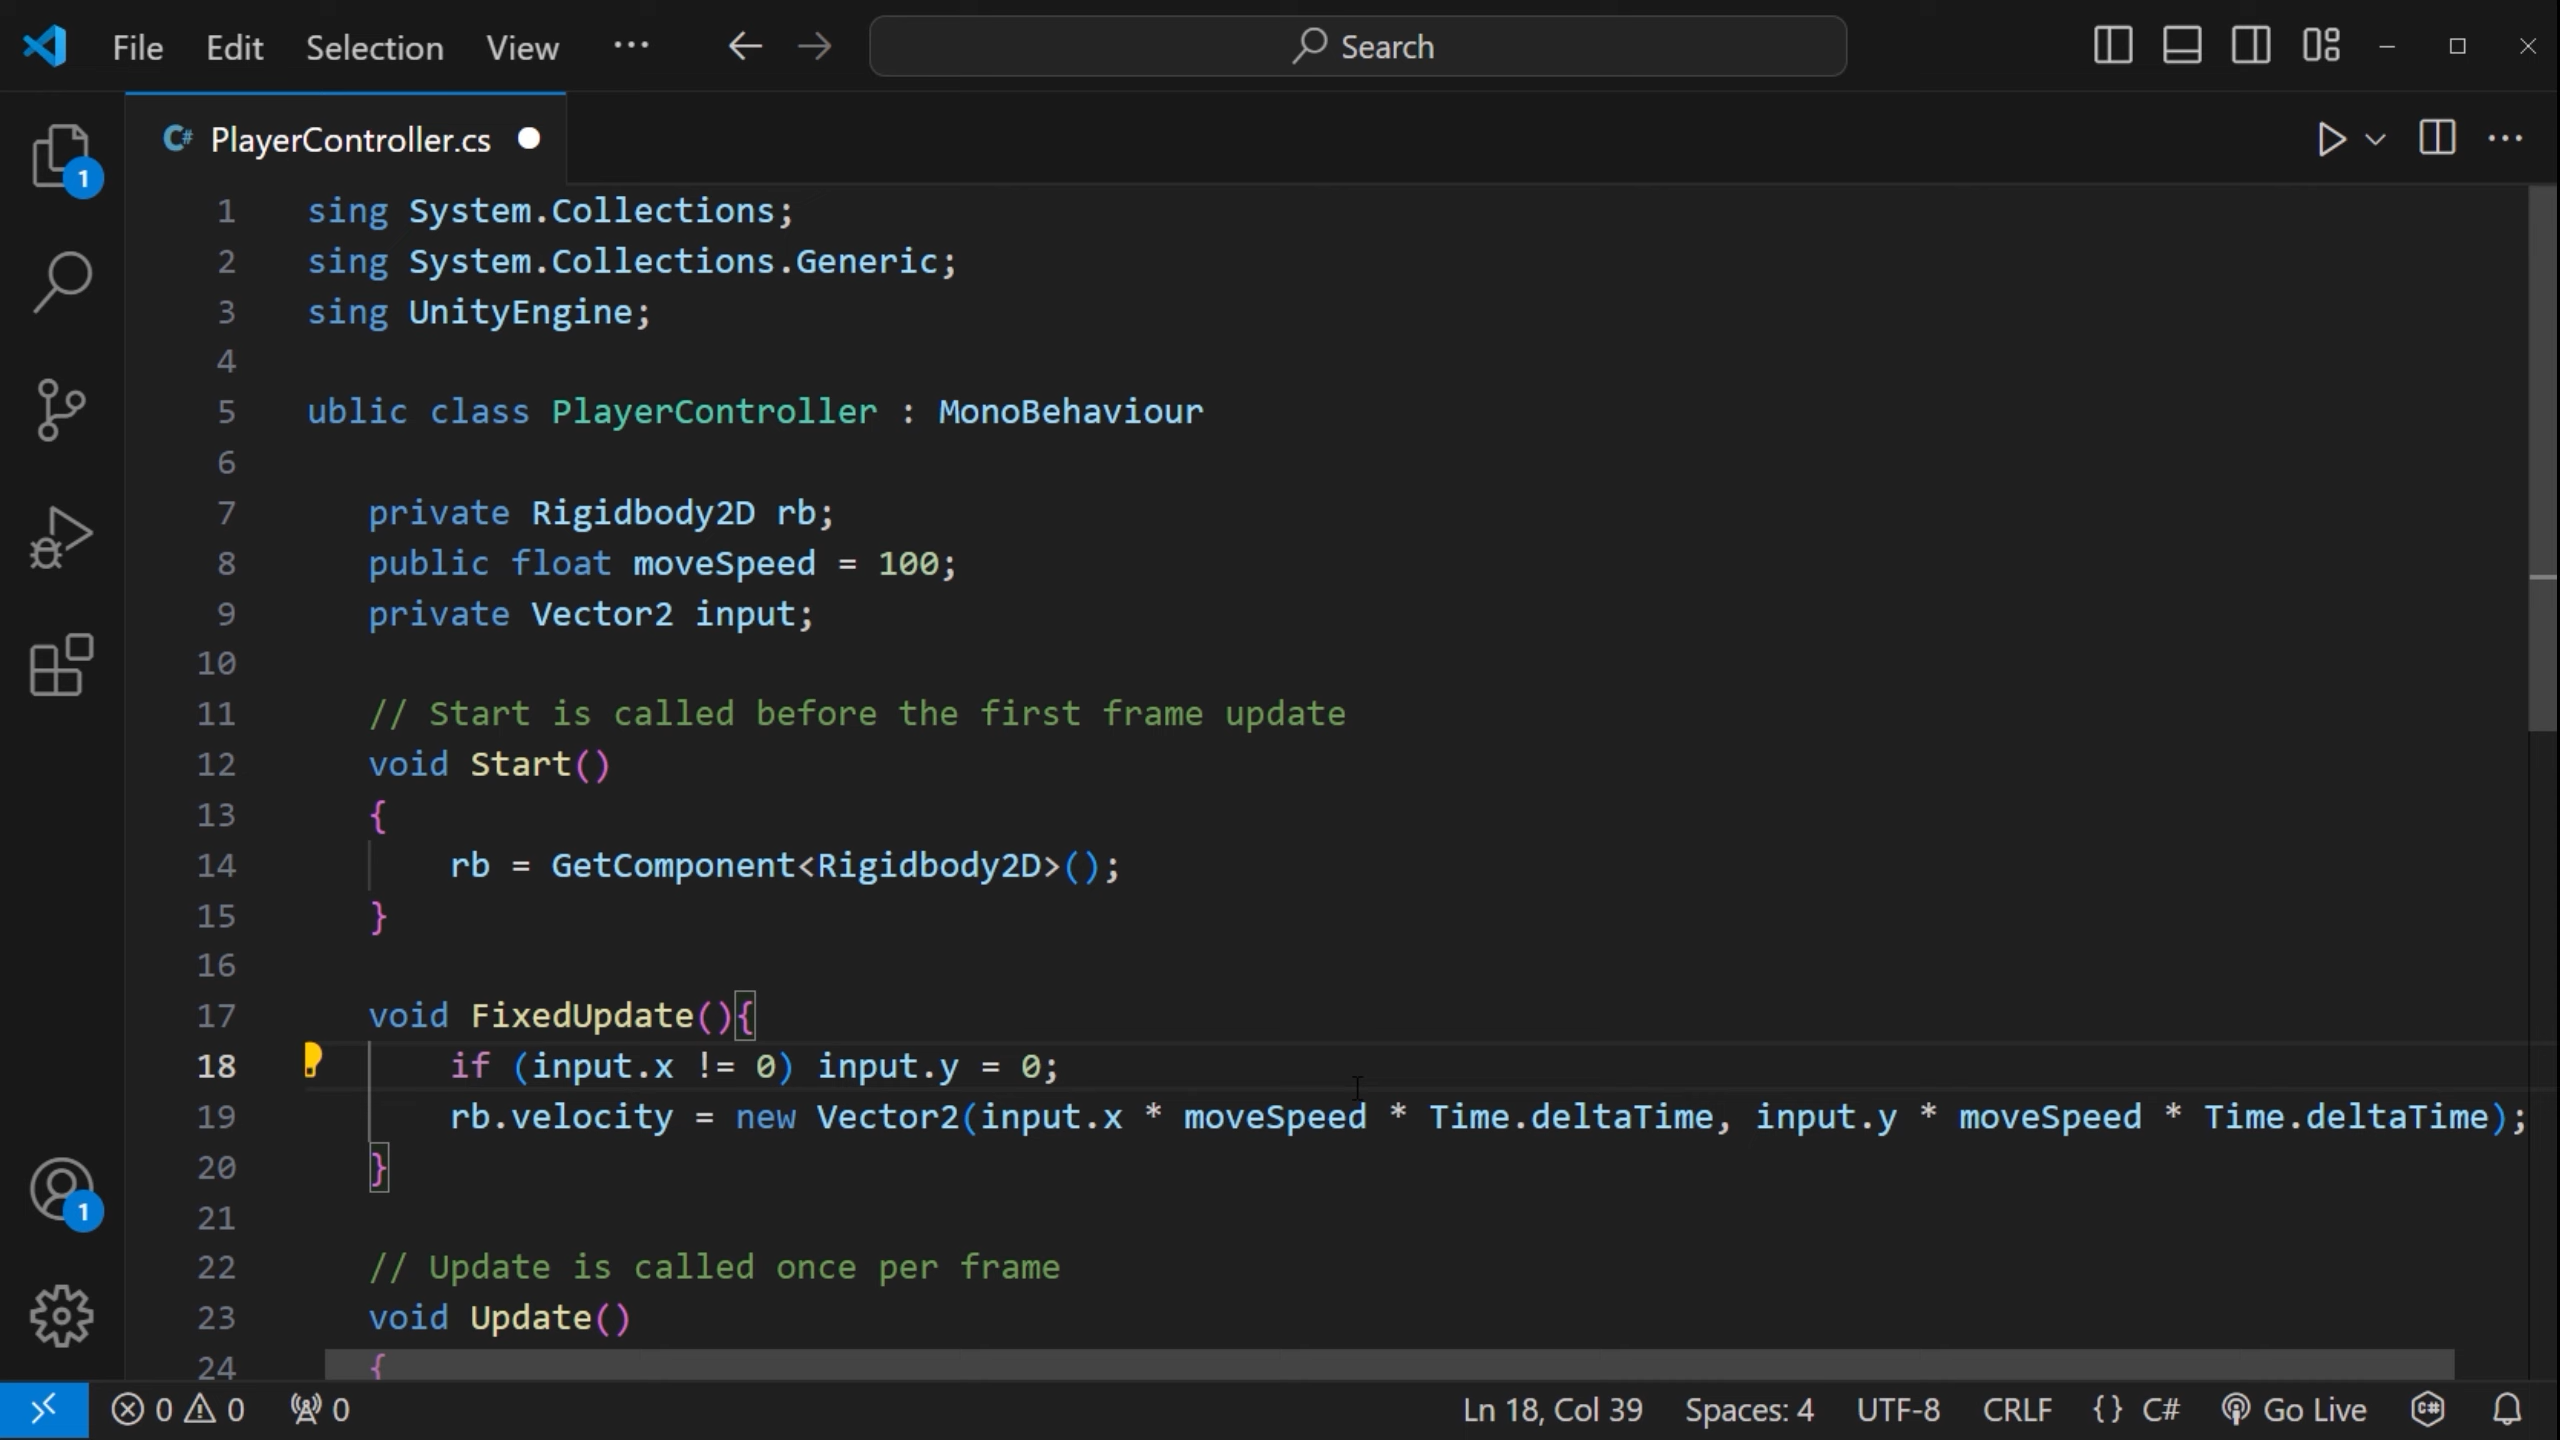 File Edit Selection View ··· Search
PlayerController.cs
1
1 sing System.Collections;
2 sing System.Collections.Generic;
3 sing UnityEngine;
4
5 ublic class PlayerController : MonoBehaviour
6
7 private Rigidbody2D rb;
8 public float moveSpeed = 100;
9 private Vector2 input;
10
11 // Start is called before the first frame update
12 void Start()
13 {
14 rb = GetComponent<Rigidbody2D>();
15 }
16
17 void FixedUpdate(){
18 if (input.x != 0) input.y = 0;
19 rb.velocity = new Vector2(input.x * moveSpeed * Time.deltaTime, input.y * moveSpeed * Time.deltaTime);
20 }
1
21
22 // Update is called once per frame
23 void Update()
24 {
0 0 0 Ln 18, Col 39 Spaces: 4 UTF-8 CRLF {} C# Go Live